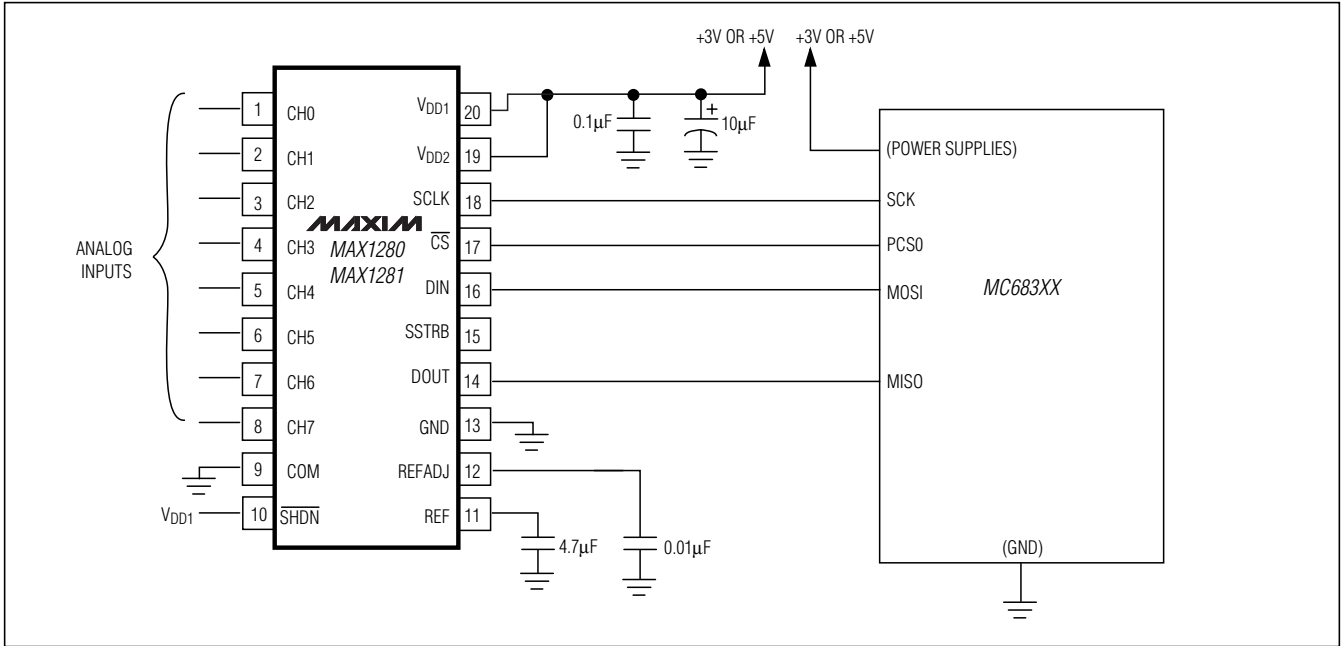 +3V OR +5V
+3V OR +5V
1 CH0
VDD1 20
0.1µF
+
10µF
2 CH1
VDD2 19
(POWER SUPPLIES)
3 CH2
SCLK 18
SCK
MAXIM
ANALOG
INPUTS
4 CH3
MAX1280
CS 17
PCS0
MAX1281
5 CH4
DIN 16
MOSI
MC683XX
6 CH5
SSTRB 15
7 CH6
DOUT 14
MISO
8 CH7
GND 13
9 COM
REFADJ 12
VDD1
10 SHDN
REF 11
4.7µF
0.01µF
(GND)